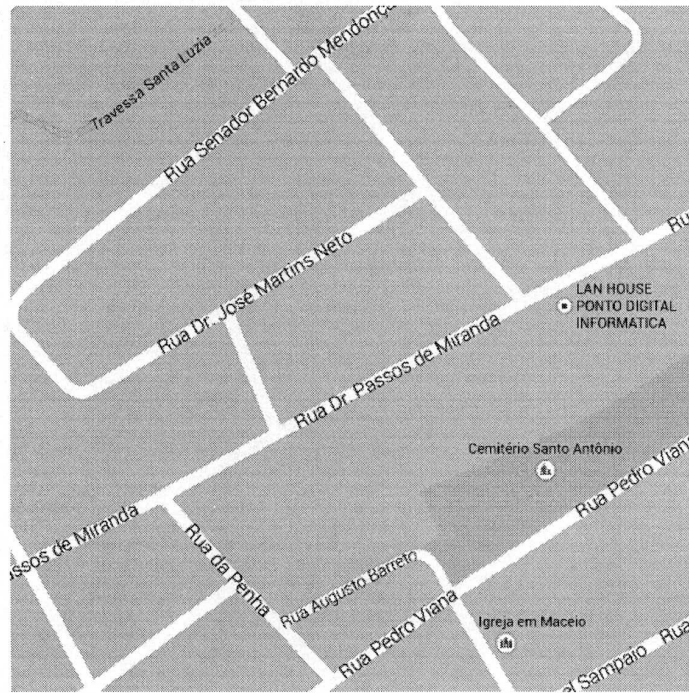 Travessa Santa Luzia
Rua Senador Bernardo Mendonça
Rua Dr. José Martins Neto
Ru
LAN HOUSE
PONTO DIGITAL
INFORMATICA
Rua Dr. Passos de Miranda
Cemitério Santo Antônio
Rua Pedro Viana
assos de Miranda
Rua da Penha
Rua Augusto Barreto
Rua Pedro Viana
Igreja em Maceio
el Sampaio
Rua